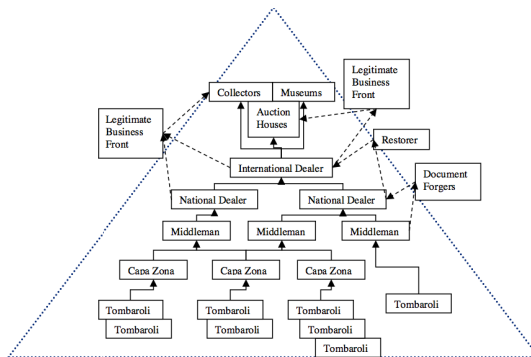 Collectors
Museums
Legitimate
Business
Front
Auction
Houses
Legitimate
Business
Front
Restorer
International Dealer
Document
Forgers
National Dealer
National Dealer
Middleman
Middleman
Middleman
Capa Zona
Capa Zona
Capa Zona
Tombaroli
Tombaroli
Tombaroli
Tombaroli
Tombaroli
Tombaroli
Tombaroli
Tombaroli